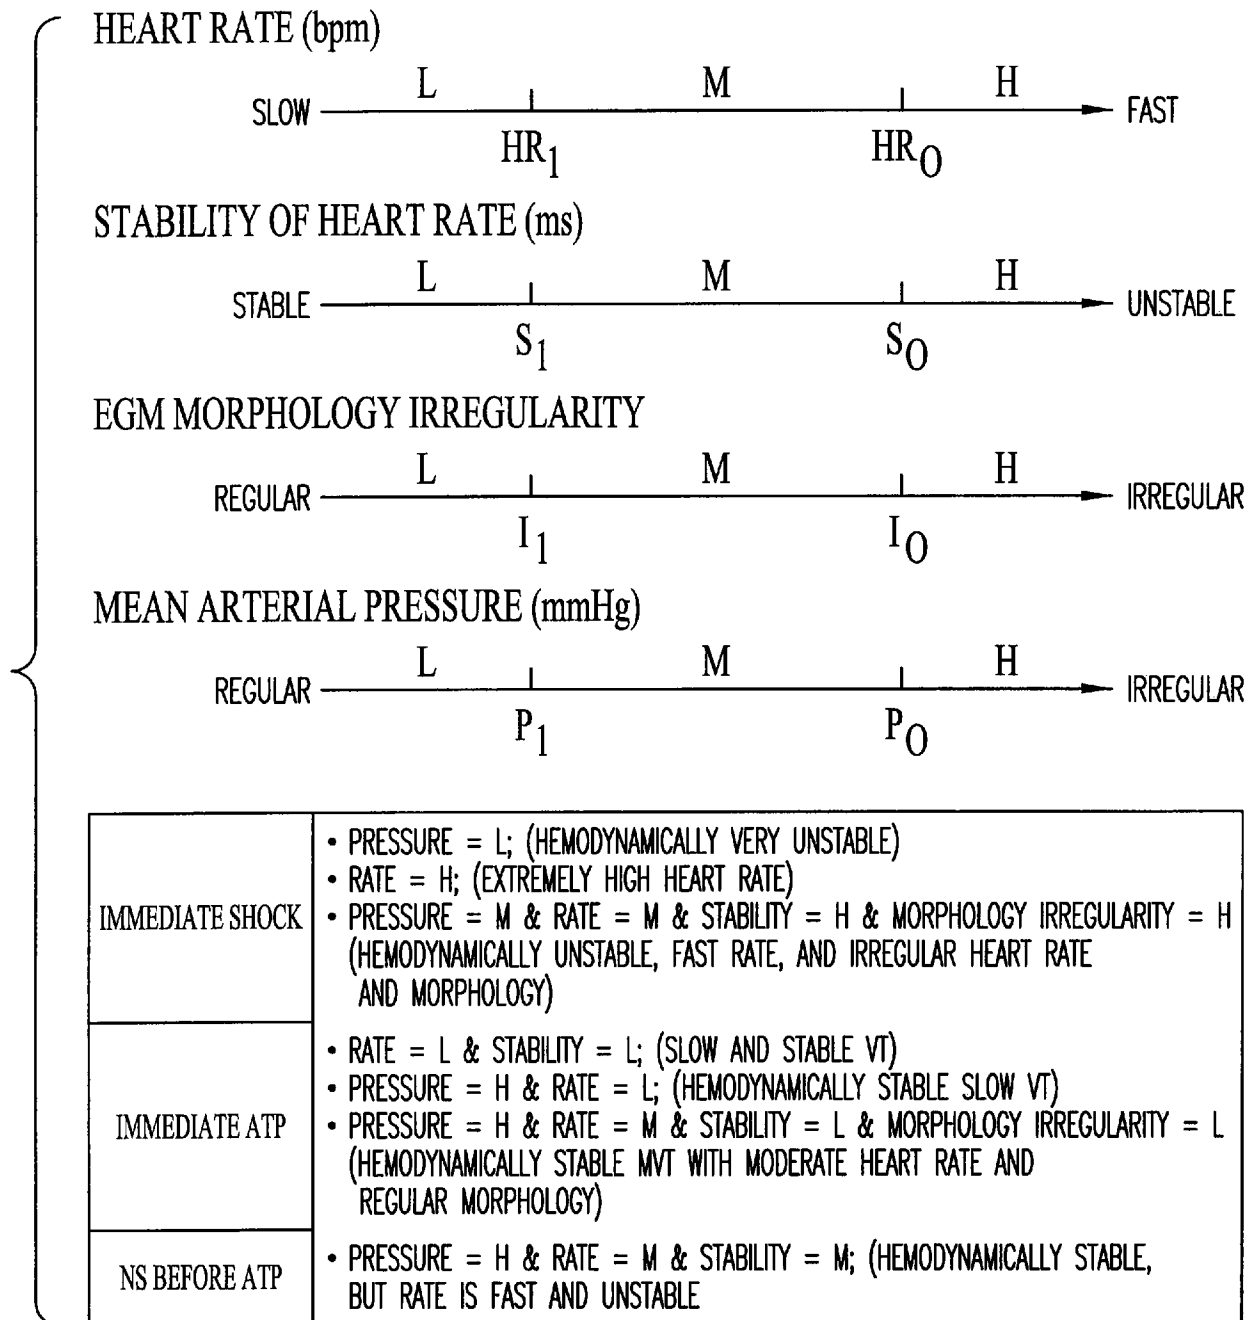 HEART RATE (bpm)
L M H
SLOW FAST
HR1 HRO
STABILITY OF HEART RATE (ms)
L M H
STABLE UNSTABLE
S1 SO
EGM MORPHOLOGY IRREGULARITY
L M H
REGULAR IRREGULAR
I1 IO
MEAN ARTERIAL PRESSURE (mmHg)
L M H
REGULAR IRREGULAR
P1 PO
IMMEDIATE SHOCK
• PRESSURE = L; (HEMODYNAMICALLY VERY UNSTABLE)
• RATE = H; (EXTREMELY HIGH HEART RATE)
• PRESSURE = M & RATE = M & STABILITY = H & MORPHOLOGY IRREGULARITY = H
(HEMODYNAMICALLY UNSTABLE, FAST RATE, AND IRREGULAR HEART RATE
AND MORPHOLOGY)
IMMEDIATE ATP
• RATE = L & STABILITY = L; (SLOW AND STABLE VT)
• PRESSURE = H & RATE = L; (HEMODYNAMICALLY STABLE SLOW VT)
• PRESSURE = H & RATE = M & STABILITY = L & MORPHOLOGY IRREGULARITY = L
(HEMODYNAMICALLY STABLE MVT WITH MODERATE HEART RATE AND
REGULAR MORPHOLOGY)
NS BEFORE ATP
• PRESSURE = H & RATE = M & STABILITY = M; (HEMODYNAMICALLY STABLE,
BUT RATE IS FAST AND UNSTABLE